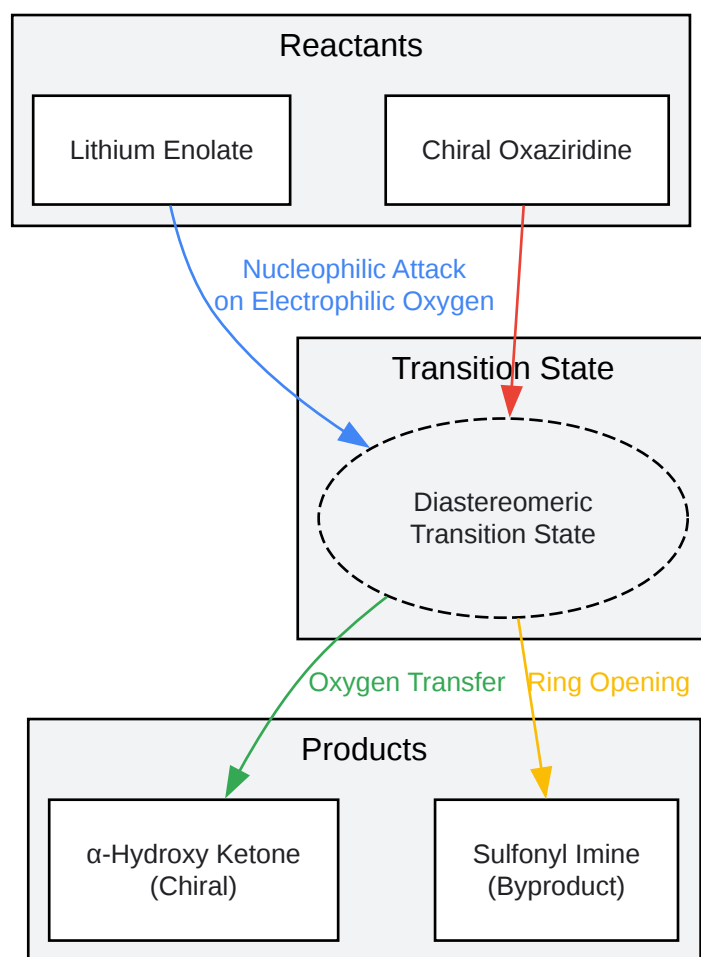 Reactants
Lithium Enolate
Chiral Oxaziridine
Nucleophilic Attack
on Electrophilic Oxygen
Transition State
Diastereomeric
Transition State
Oxygen Transfer
Ring Opening
Products
α-Hydroxy Ketone
(Chiral)
Sulfonyl Imine
(Byproduct)